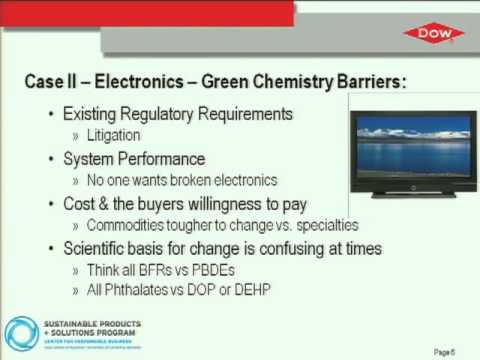 Dow
Case II – Electronics – Green Chemistry Barriers:
• Existing Regulatory Requirements
» Litigation
• System Performance
» No one wants broken electronics
• Cost & the buyers willingness to pay
» Commodities tougher to change vs. specialties
• Scientific basis for change is confusing at times
» Think all BFRs vs PBDEs
» All Phthalates vs DOP or DEHP
SUSTAINABLE PRODUCTS
+ SOLUTIONS PROGRAM
CENTER FOR RESPONSIBLE BUSINESS
Page 6